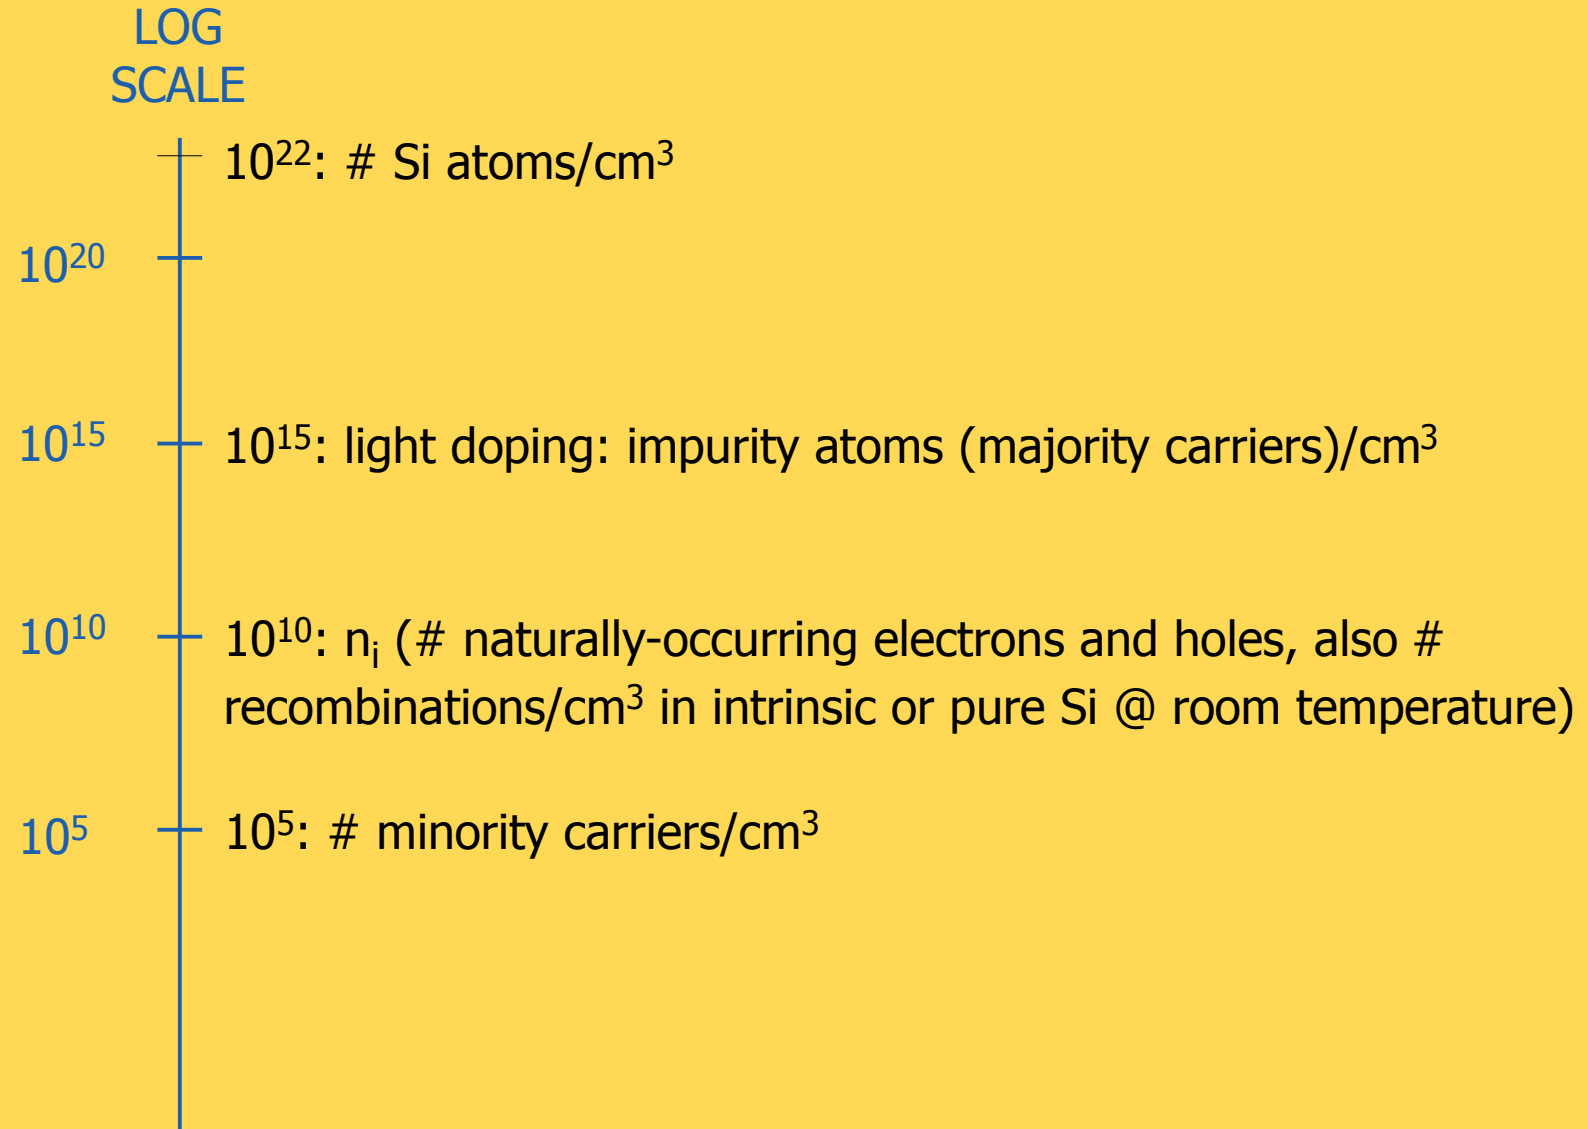 LOG
SCALE
10²²: # Si atoms/cm³
10²⁰
10¹⁵
10¹⁵: light doping: impurity atoms (majority carriers)/cm³
10¹⁰
10¹⁰: nᵢ (# naturally-occurring electrons and holes, also #
recombinations/cm³ in intrinsic or pure Si @ room temperature)
10⁵
10⁵: # minority carriers/cm³